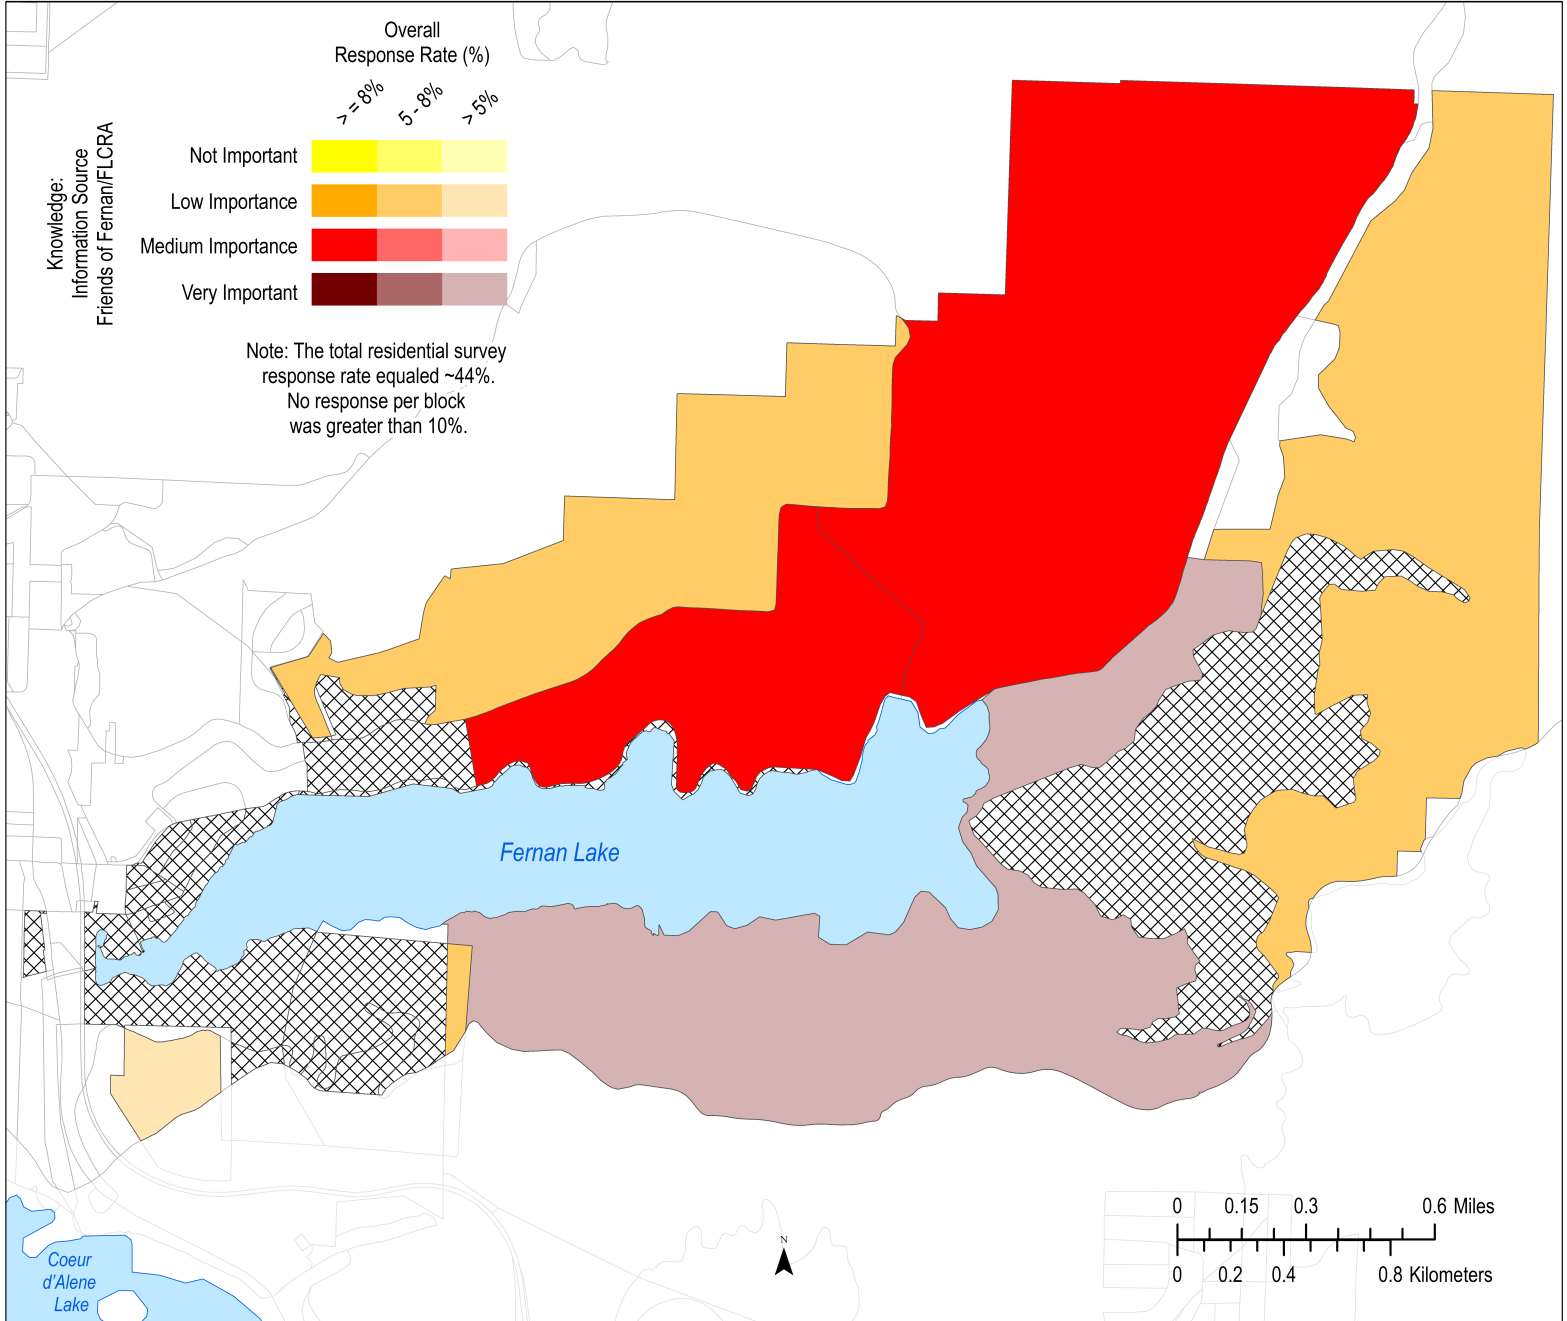 Overall
Response Rate (%)
> = 8%
5 - 8%
> 5%
Knowledge:
Information Source
Friends of Fernan/FLCRA
Not Important
Low Importance
Medium Importance
Very Important
Note: The total residential survey
response rate equaled ~44%.
No response per block
was greater than 10%.
Fernan Lake
Coeur
d'Alene
Lake
N
0 0.15 0.3 0.6 Miles
0 0.2 0.4 0.8 Kilometers